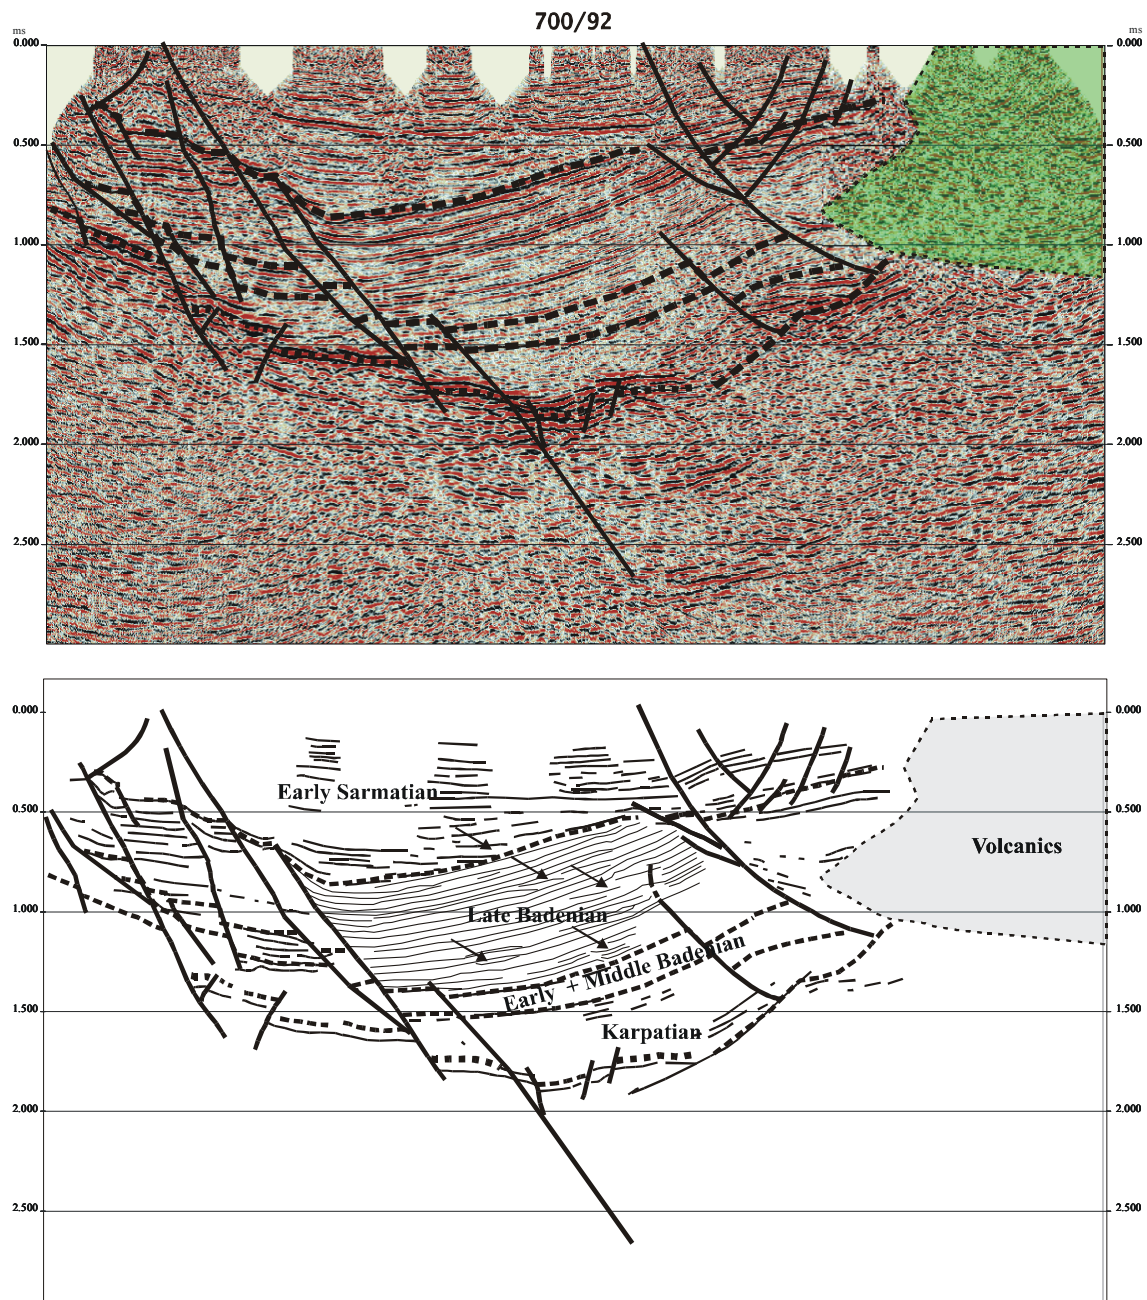 700/92
ms ms
0.000 0.000
0.500 0.500
1.000 1.000
1.500 1.500
2.000 2.000
2.500 2.500
0.000 0.000
Early Sarmatian
0.500 0.500
Volcanics
1.000 1.000
Late Badenian
Early + Middle Badenian
1.500 1.500
Karpatian
2.000 2.000
2.500 2.500